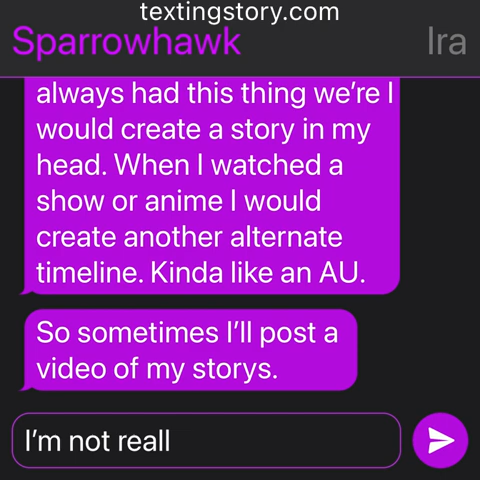 textingstory.com
Sparrowhawk
Ira
always had this thing we’re I
would create a story in my
head. When I watched a
show or anime I would
create another alternate
timeline. Kinda like an AU.
So sometimes I’ll post a
video of my storys.
I’m not reall